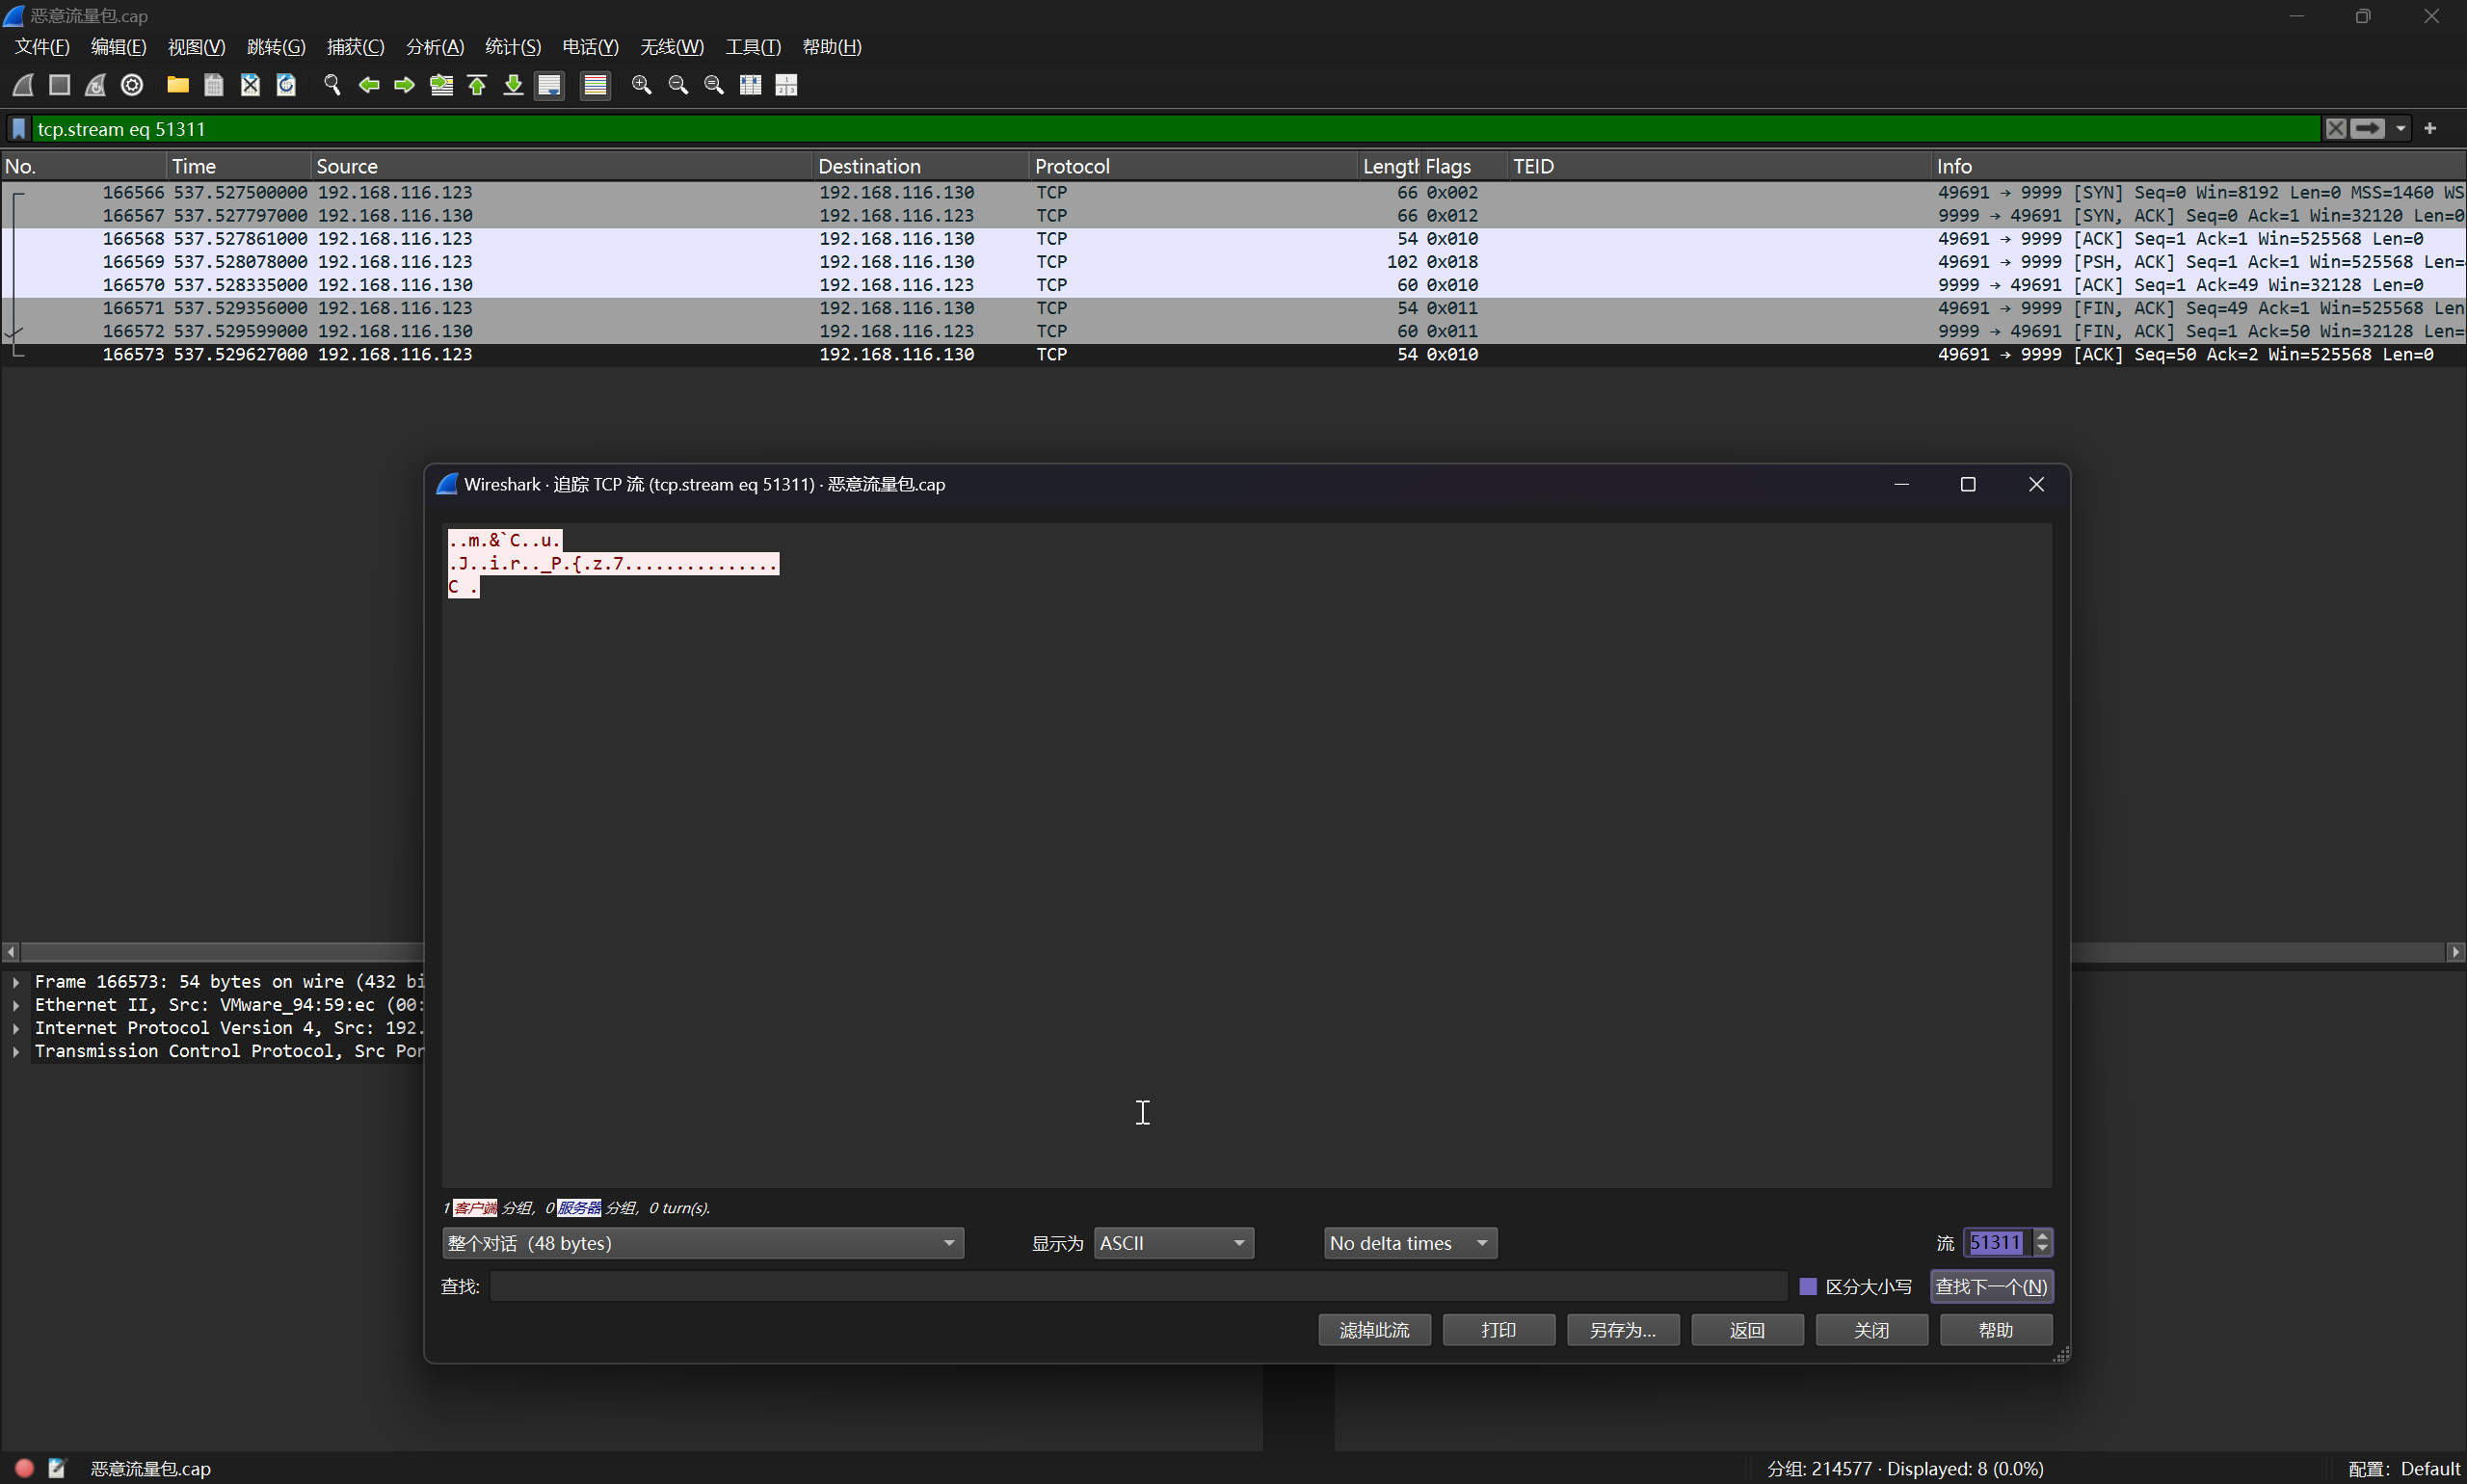 恶意流量包.cap
文件(F) 编辑(E) 视图(V) 跳转(G) 捕获(C) 分析(A) 统计(S) 电话(Y) 无线(W) 工具(T) 帮助(H)
tcp.stream eq 51311
No. Time Source Destination Protocol Length Flags TEID Info
166566 537.527500000 192.168.116.123 192.168.116.130 TCP 66 0x002 49691 → 9999 [SYN] Seq=0 Win=8192 Len=0 MSS=1460 WS
166567 537.527797000 192.168.116.130 192.168.116.123 TCP 66 0x012 9999 → 49691 [SYN, ACK] Seq=0 Ack=1 Win=32120 Len=0
166568 537.527861000 192.168.116.123 192.168.116.130 TCP 54 0x010 49691 → 9999 [ACK] Seq=1 Ack=1 Win=525568 Len=0
166569 537.528078000 192.168.116.123 192.168.116.130 TCP 102 0x018 49691 → 9999 [PSH, ACK] Seq=1 Ack=1 Win=525568 Len=
166570 537.528335000 192.168.116.130 192.168.116.123 TCP 60 0x010 9999 → 49691 [ACK] Seq=1 Ack=49 Win=32128 Len=0
166571 537.529356000 192.168.116.123 192.168.116.130 TCP 54 0x011 49691 → 9999 [FIN, ACK] Seq=49 Ack=1 Win=525568 Len
166572 537.529599000 192.168.116.130 192.168.116.123 TCP 60 0x011 9999 → 49691 [FIN, ACK] Seq=1 Ack=50 Win=32128 Len=
166573 537.529627000 192.168.116.123 192.168.116.130 TCP 54 0x010 49691 → 9999 [ACK] Seq=50 Ack=2 Win=525568 Len=0
Wireshark · 追踪 TCP 流 (tcp.stream eq 51311) · 恶意流量包.cap
..m.&`C..u.
.J..i.r.._P.{.z.7...............
C .
Frame 166573: 54 bytes on wire (432 bi
Ethernet II, Src: VMware_94:59:ec (00:
Internet Protocol Version 4, Src: 192.
Transmission Control Protocol, Src Por
1 客户端 分组, 0 服务器 分组, 0 turn(s).
整个对话 (48 bytes) 显示为 ASCII No delta times 流 51311
查找: 区分大小写 查找下一个(N)
滤掉此流 打印 另存为... 返回 关闭 帮助
恶意流量包.cap 分组: 214577 · Displayed: 8 (0.0%) 配置: Default